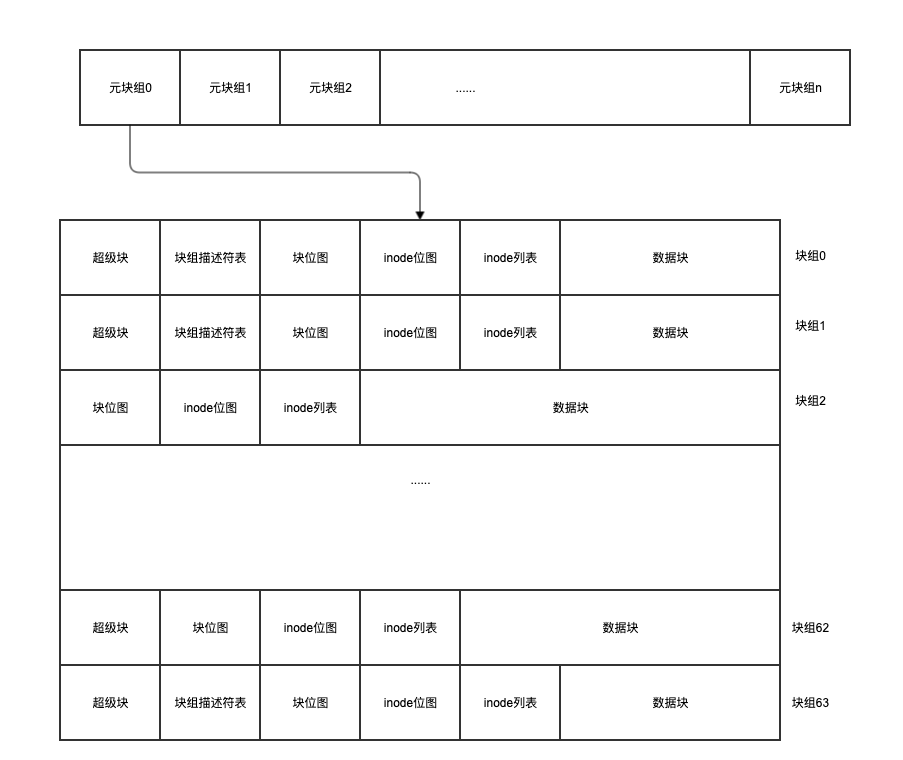 元块组0 元块组1 元块组2 ...... 元块组n
超级块 块组描述符表 块位图 inode位图 inode列表 数据块 块组0
超级块 块组描述符表 块位图 inode位图 inode列表 数据块 块组1
块位图 inode位图 inode列表 数据块 块组2
......
超级块 块位图 inode位图 inode列表 数据块 块组62
超级块 块组描述符表 块位图 inode位图 inode列表 数据块 块组63